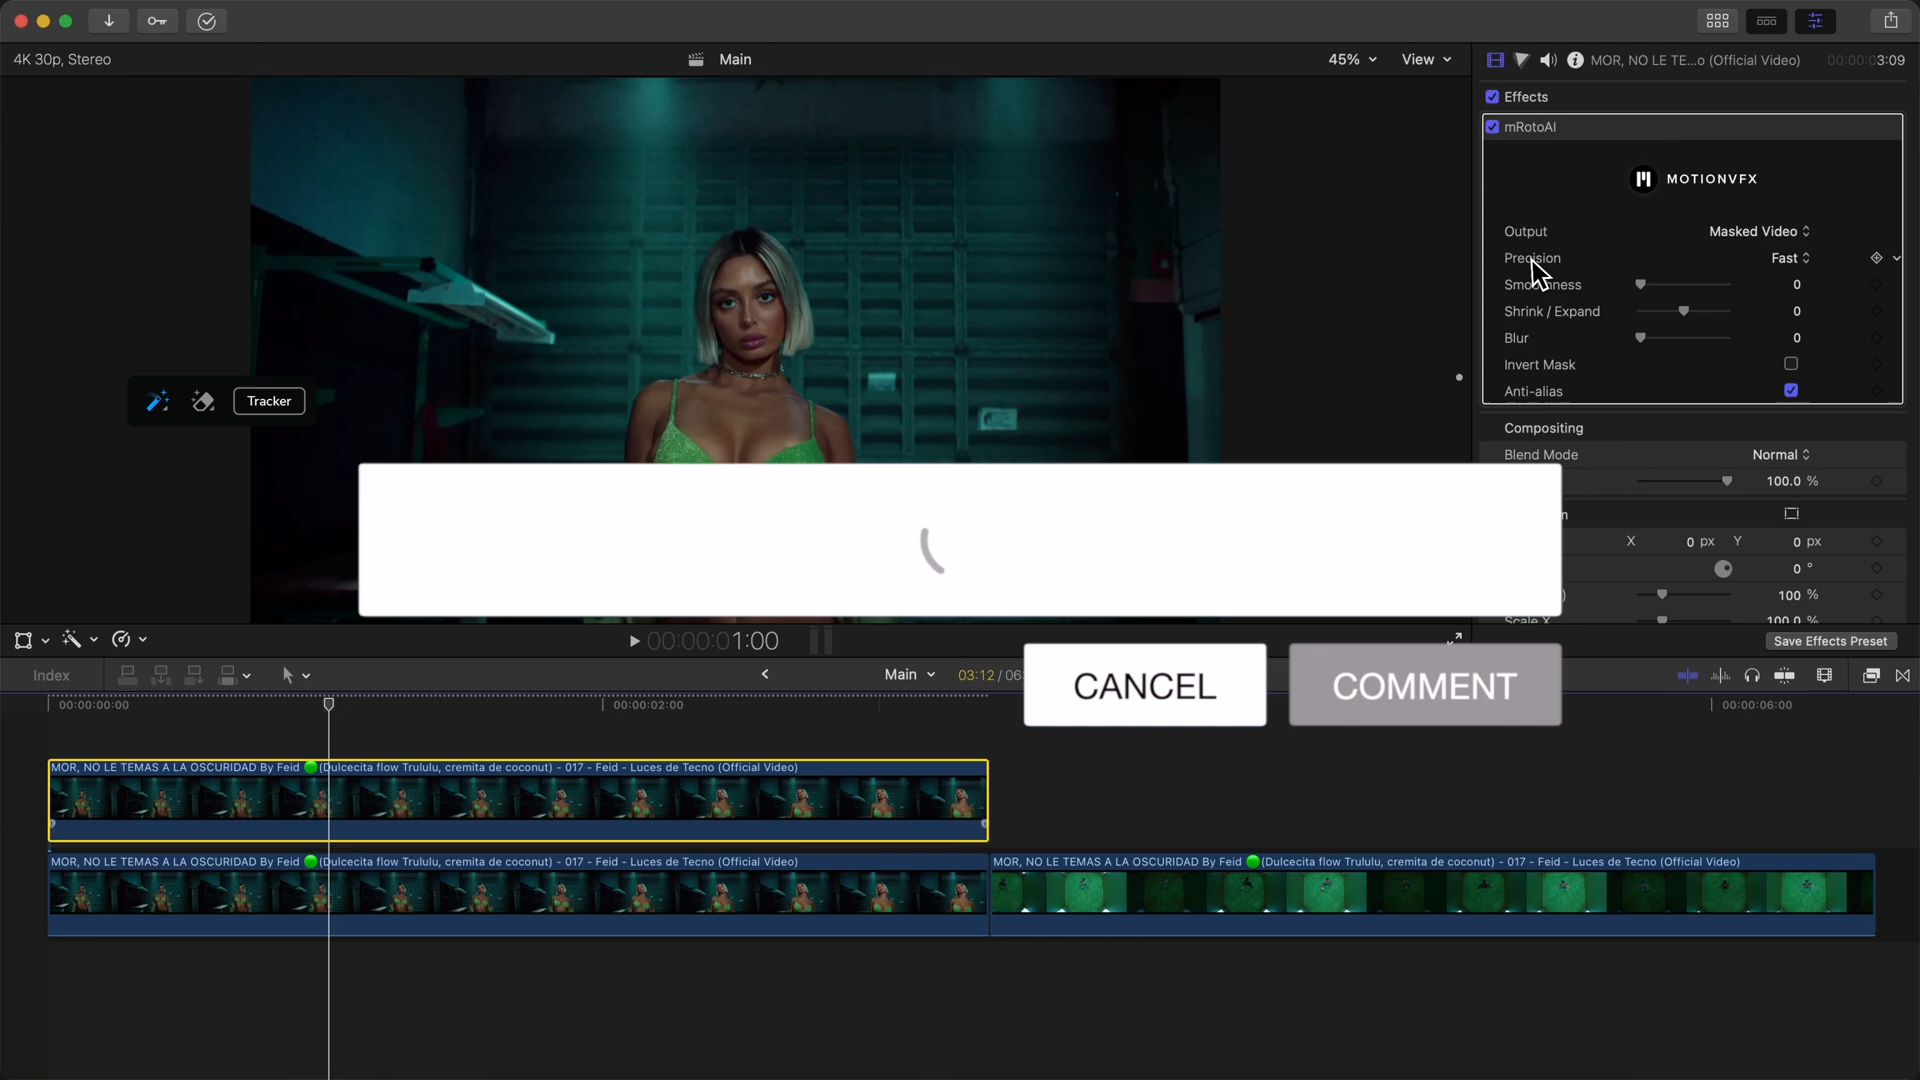 4K 30p, Stereo
Main
45%
View
MOR, NO LE TE...o (Official Video)
00:00:03:09
Effects
mRotoAI
MOTIONVFX
Output
Masked Video
Precision
Fast
Smoothness
0
Shrink / Expand
0
Blur
0
Invert Mask
Anti-alias
Tracker
Compositing
Blend Mode
Normal
100.0 %
X
0 px
Y
0 px
0 °
100 %
Scale X
100.0 %
00:00:01:00
Save Effects Preset
Index
Main
03:12 / 06:
CANCEL
COMMENT
00:00:00:00
00:00:02:00
00:00:06:00
MOR, NO LE TEMAS A LA OSCURIDAD By Feid 🟢 (Dulcecita flow Trululu, cremita de coconut) - 017 - Feid - Luces de Tecno (Official Video)
MOR, NO LE TEMAS A LA OSCURIDAD By Feid 🟢 (Dulcecita flow Trululu, cremita de coconut) - 017 - Feid - Luces de Tecno (Official Video)
MOR, NO LE TEMAS A LA OSCURIDAD By Feid 🟢 (Dulcecita flow Trululu, cremita de coconut) - 017 - Feid - Luces de Tecno (Official Video)